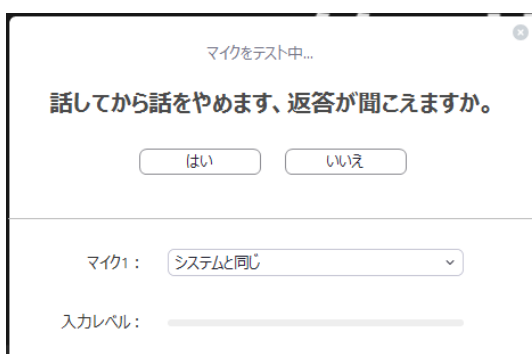 マイクをテスト中...
話してから話をやめます、返答が聞こえますか。
はい
いいえ
マイク1：
システムと同じ
入力レベル：